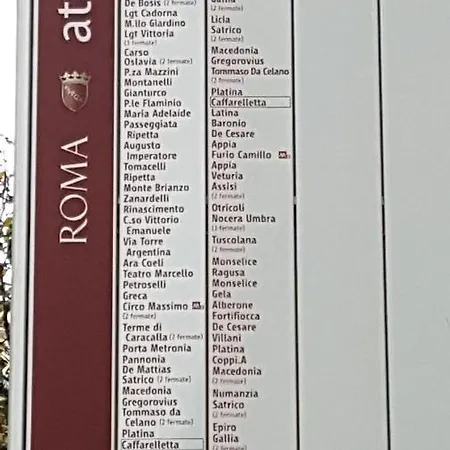 at
ROMA
De Bosis (2 fermate)
Lgt Cadorna
M.llo Giardino
Lgt Vittoria
(3 fermate)
Carso
Oslavia (2 fermate)
P.za Mazzini
Montanelli
Gianturco
P.le Flaminio
Maria Adelaide
Passeggiata
Ripetta
Augusto
Imperatore
Tomacelli
Ripetta
Monte Brianzo
Zanardelli
Rinascimento
C.so Vittorio
Emanuele
Via Torre
Argentina
Ara Coeli
Teatro Marcello
Petroselli
Greca
Circo Massimo M
(2 fermate)
Terme di
Caracalla (2 fermate)
Porta Metronia
Pannonia
De Mattias
Satrico (2 fermate)
Macedonia
Gregorovius
Tommaso da
Celano (2 fermate)
Platina
Caffarelletta
(2 fermate)
Licia
Satrico
(2 fermate)
Macedonia
Gregorovius
Tommaso Da Celano
(2 fermate)
Platina
Caffarelletta
Latina
Baronio
De Cesare
Appia
Furio Camillo M
Appia
Veturia
Assisi
(2 fermate)
Otricoli
Nocera Umbra
(3 fermate)
Tuscolana
(2 fermate)
Monselice
Ragusa
Monselice
Gela
Alberone
Fortifiocca
De Cesare
Villani
Platina
Coppi.A
Macedonia
(2 fermate)
Numanzia
Satrico
(2 fermate)
Epiro
Gallia
(2 fermate)